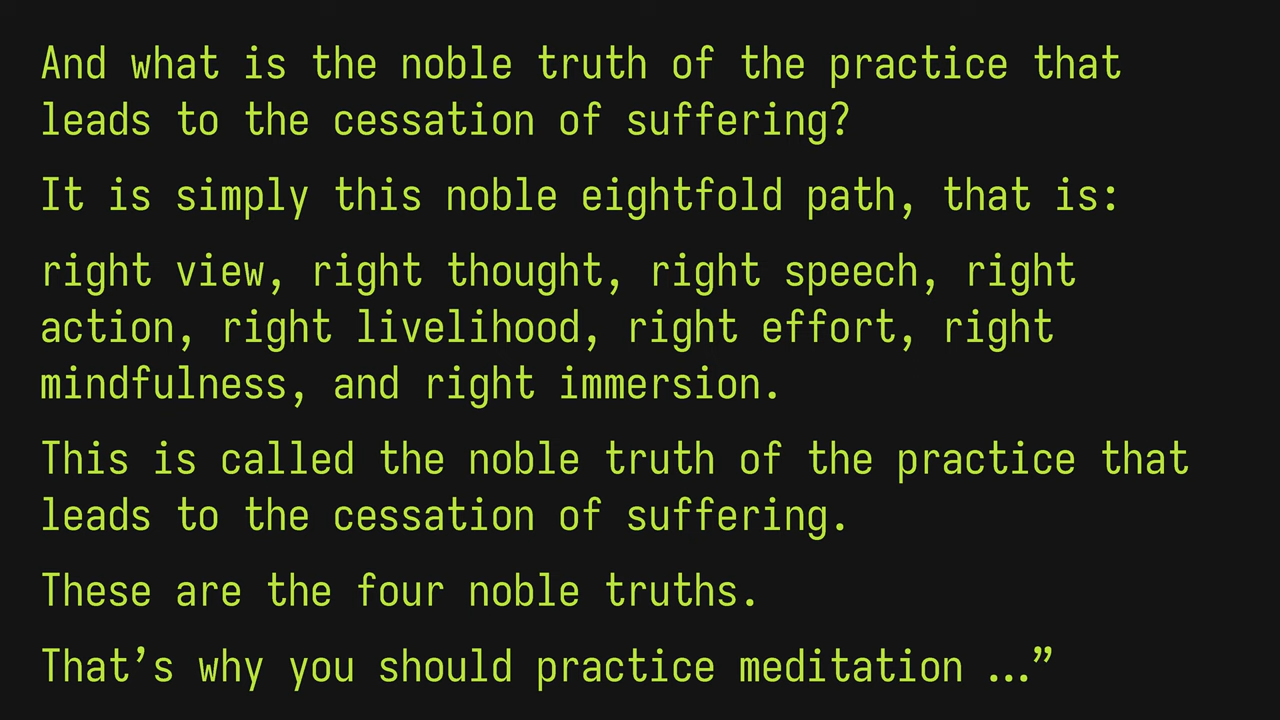 And what is the noble truth of the practice that
leads to the cessation of suffering?
It is simply this noble eightfold path, that is:
right view, right thought, right speech, right
action, right livelihood, right effort, right
mindfulness, and right immersion.
This is called the noble truth of the practice that
leads to the cessation of suffering.
These are the four noble truths.
That’s why you should practice meditation …”